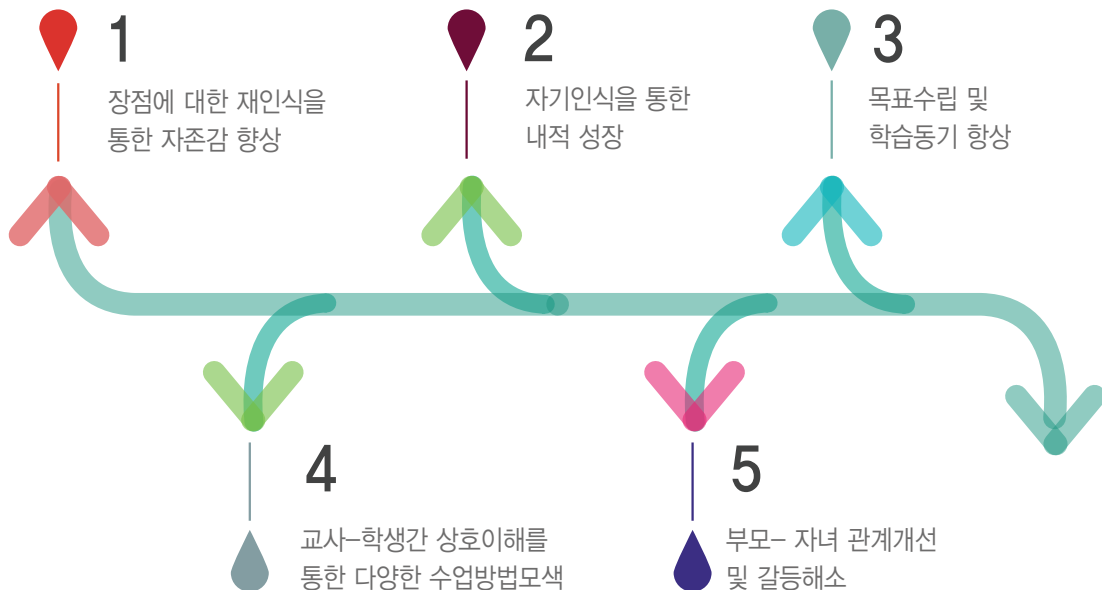 1
장점에 대한 재인식을
통한 자존감 향상
2
자기인식을 통한
내적 성장
3
목표수립 및
학습동기 항상
4
교사–학생간 상호이해를
통한 다양한 수업방법모색
5
부모– 자녀 관계개선
및 갈등해소